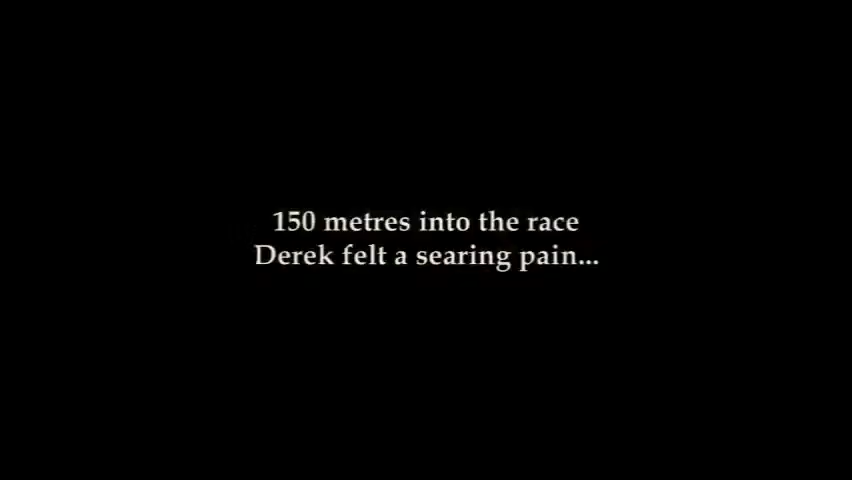 150 metres into the race
Derek felt a searing pain...